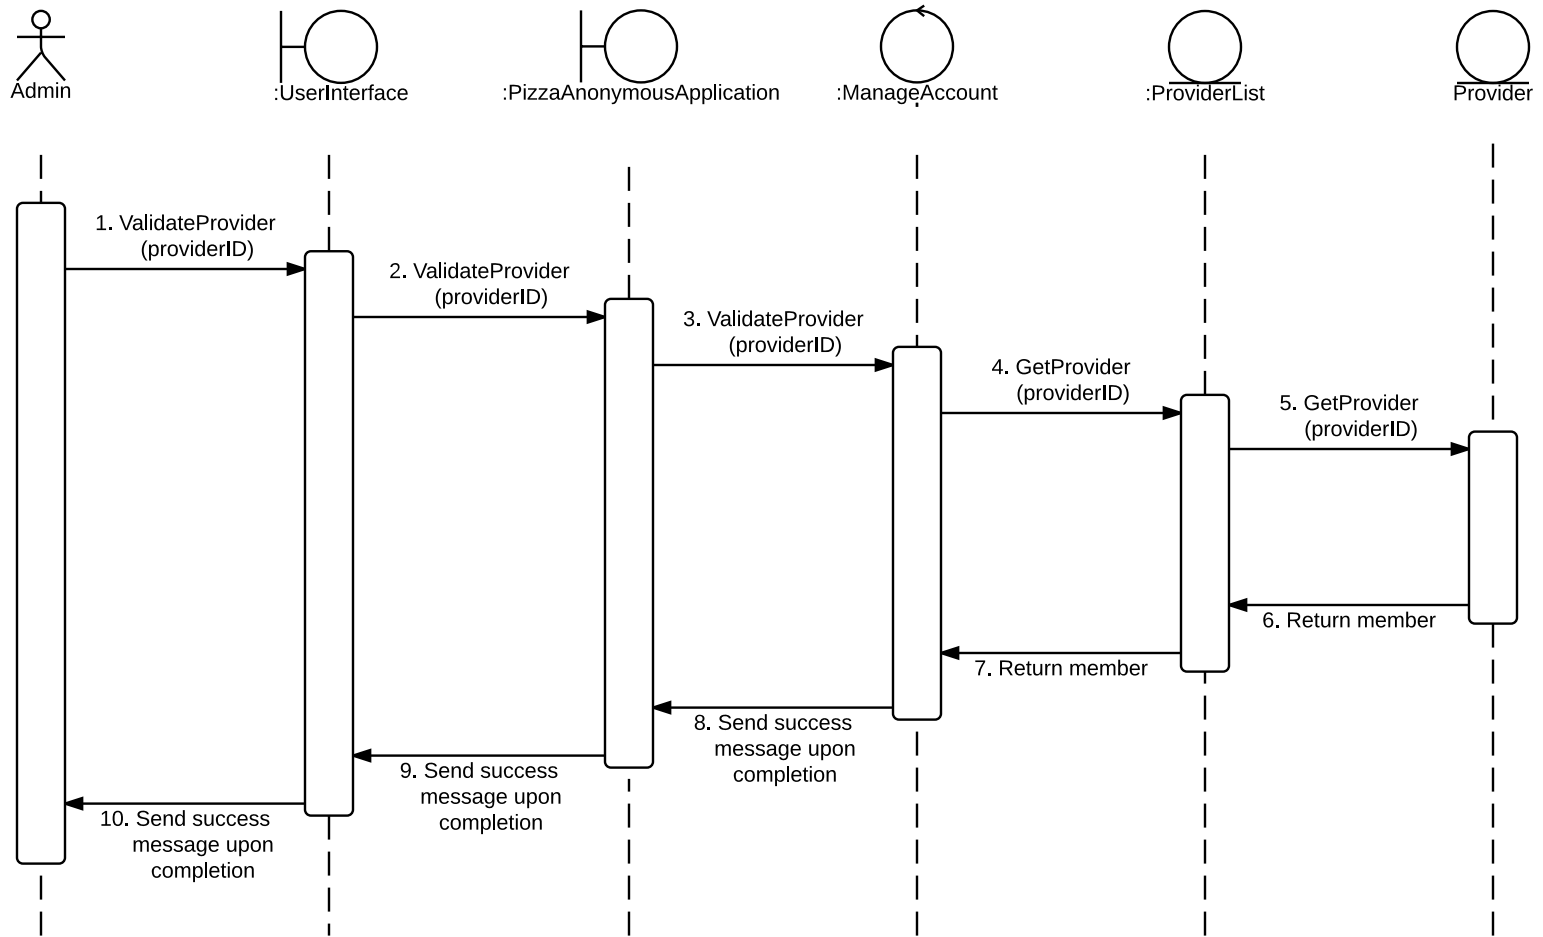 Admin
:UserInterface
:PizzaAnonymousApplication
:ManageAccount
:ProviderList
Provider
1. ValidateProvider
(providerID)
2. ValidateProvider
(providerID)
3. ValidateProvider
(providerID)
4. GetProvider
(providerID)
5. GetProvider
(providerID)
6. Return member
7. Return member
8. Send success
message upon
completion
9. Send success
message upon
completion
10. Send success
message upon
completion